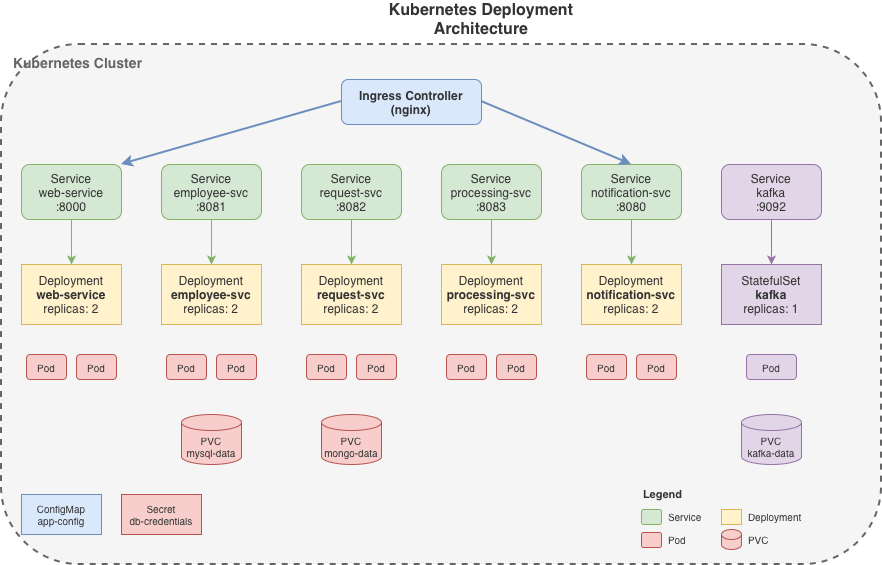 Kubernetes Deployment
Architecture
Kubernetes Cluster
Ingress Controller
(nginx)
Service
web-service
:8000
Service
employee-svc
:8081
Service
request-svc
:8082
Service
processing-svc
:8083
Service
notification-svc
:8080
Service
kafka
:9092
Deployment
web-service
replicas: 2
Deployment
employee-svc
replicas: 2
Deployment
request-svc
replicas: 2
Deployment
processing-svc
replicas: 2
Deployment
notification-svc
replicas: 2
StatefulSet
kafka
replicas: 1
Pod
Pod
Pod
Pod
Pod
Pod
Pod
Pod
Pod
Pod
Pod
PVC
mysql-data
PVC
mongo-data
PVC
kafka-data
ConfigMap
app-config
Secret
db-credentials
Legend
Service
Deployment
Pod
PVC